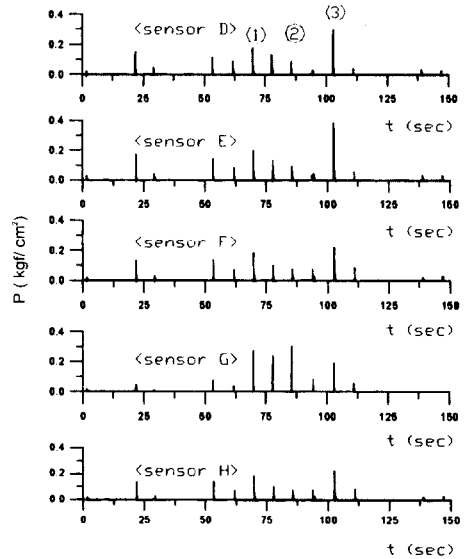 <sensor D> (1) (2) (3)
0.4
0.2
0.0
0 25 50 75 100 125 150
t (sec)
<sensor E>
0.4
0.2
0.0
0 25 50 75 100 125 150
t (sec)
<sensor F>
0.4
0.2
0.0
0 25 50 75 100 125 150
t (sec)
<sensor G>
0.4
0.2
0.0
0 25 50 75 100 125 150
t (sec)
<sensor H>
0.4
0.2
0.0
0 25 50 75 100 125 150
t (sec)
P ( kgf/ cm²)